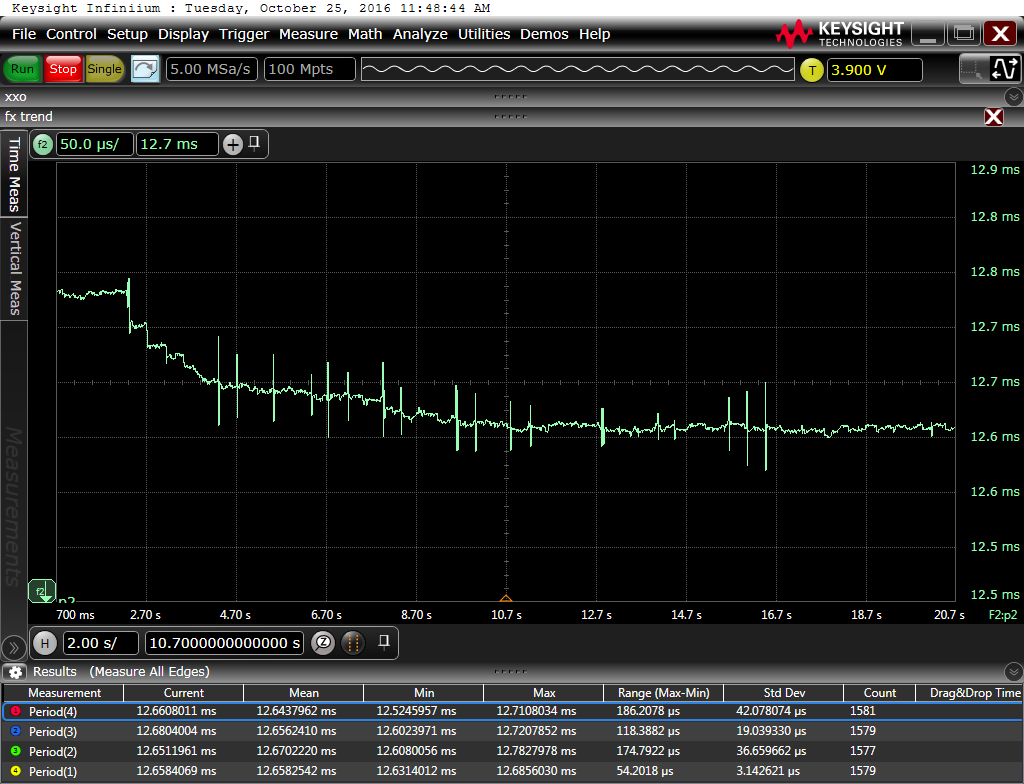 Keysight Infiniium : Tuesday, October 25, 2016 11:48:44 AM
File Control Setup Display Trigger Measure Math Analyze Utilities Demos Help
KEYSIGHT
TECHNOLOGIES
Run Stop Single 5.00 MSa/s 100 Mpts T 3.900 V
xxo
fx trend
f2 50.0 µs/ 12.7 ms
Time Meas
Vertical Meas
Measurements
12.9 ms
12.8 ms
12.8 ms
12.7 ms
12.7 ms
12.6 ms
12.6 ms
12.5 ms
12.5 ms
f2
700 ms 2.70 s 4.70 s 6.70 s 8.70 s 10.7 s 12.7 s 14.7 s 16.7 s 18.7 s 20.7 s F2:p2
H 2.00 s/ 10.7000000000000 s
Results (Measure All Edges)
Measurement Current Mean Min Max Range (Max-Min) Std Dev Count Drag&Drop Time
1 Period(4) 12.6608011 ms 12.6437962 ms 12.5245957 ms 12.7108034 ms 186.2078 µs 42.078074 µs 1581
2 Period(3) 12.6804004 ms 12.6562410 ms 12.6023971 ms 12.7207852 ms 118.3882 µs 19.039330 µs 1579
3 Period(2) 12.6511961 ms 12.6702220 ms 12.6080056 ms 12.7827978 ms 174.7922 µs 36.659662 µs 1577
4 Period(1) 12.6584069 ms 12.6582542 ms 12.6314012 ms 12.6856030 ms 54.2018 µs 3.142621 µs 1579